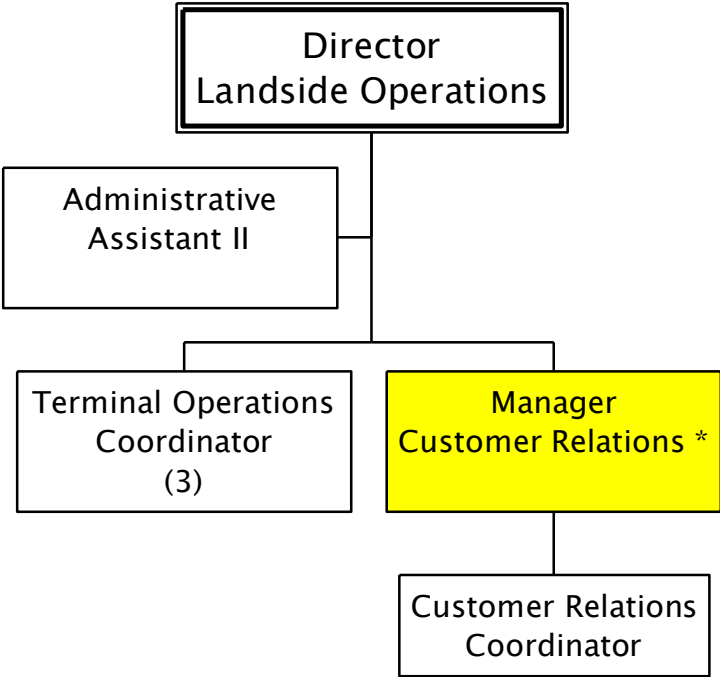 Director
Landside Operations
Administrative
Assistant II
Terminal Operations
Coordinator
(3)
Manager
Customer Relations *
Customer Relations
Coordinator